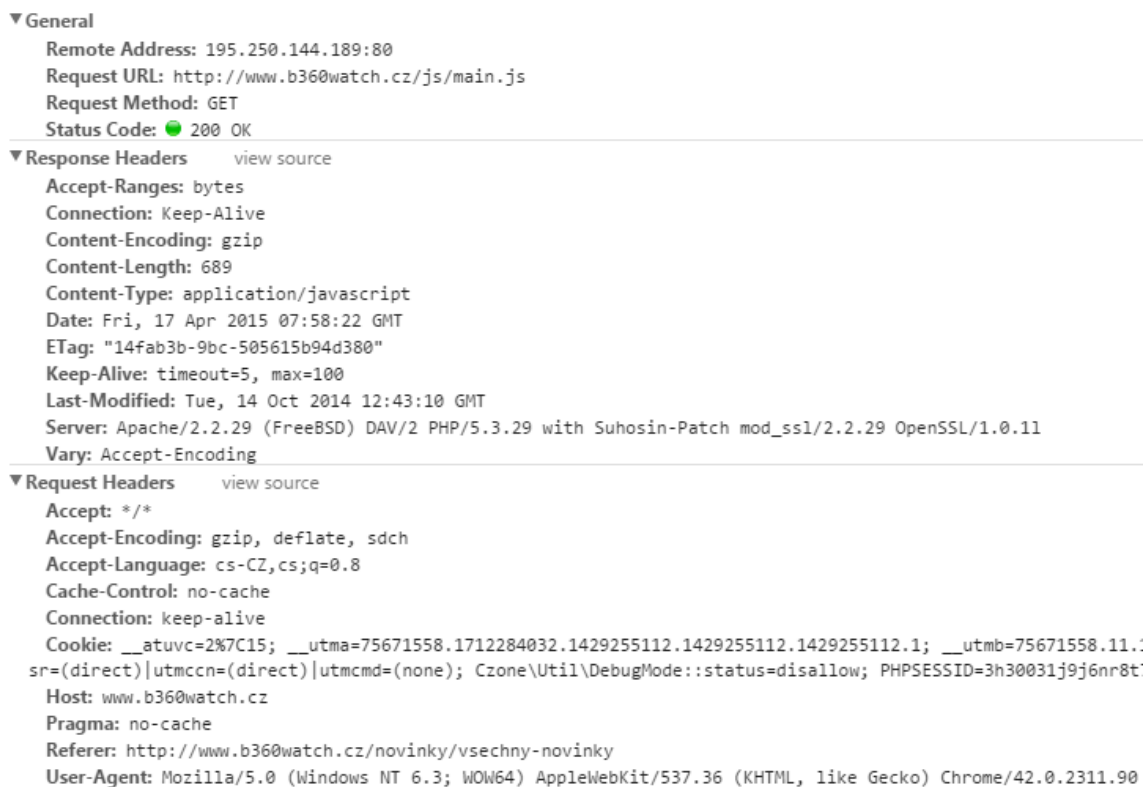 General
Remote Address: 195.250.144.189:80
Request URL: http://www.b360watch.cz/js/main.js
Request Method: GET
Status Code: 200 OK
Response Headers view source
Accept-Ranges: bytes
Connection: Keep-Alive
Content-Encoding: gzip
Content-Length: 689
Content-Type: application/javascript
Date: Fri, 17 Apr 2015 07:58:22 GMT
ETag: "14fab3b-9bc-505615b94d380"
Keep-Alive: timeout=5, max=100
Last-Modified: Tue, 14 Oct 2014 12:43:10 GMT
Server: Apache/2.2.29 (FreeBSD) DAV/2 PHP/5.3.29 with Suhosin-Patch mod_ssl/2.2.29 OpenSSL/1.0.1l
Vary: Accept-Encoding
Request Headers view source
Accept: */*
Accept-Encoding: gzip, deflate, sdch
Accept-Language: cs-CZ,cs;q=0.8
Cache-Control: no-cache
Connection: keep-alive
Cookie: __atuvc=2%7C15; __utma=75671558.1712284032.1429255112.1429255112.1429255112.1; __utmb=75671558.11.1
sr=(direct)|utmccn=(direct)|utmcmd=(none); Czone\Util\DebugMode::status=disallow; PHPSESSID=3h30031j9j6nr8t
Host: www.b360watch.cz
Pragma: no-cache
Referer: http://www.b360watch.cz/novinky/vsechny-novinky
User-Agent: Mozilla/5.0 (Windows NT 6.3; WOW64) AppleWebKit/537.36 (KHTML, like Gecko) Chrome/42.0.2311.90